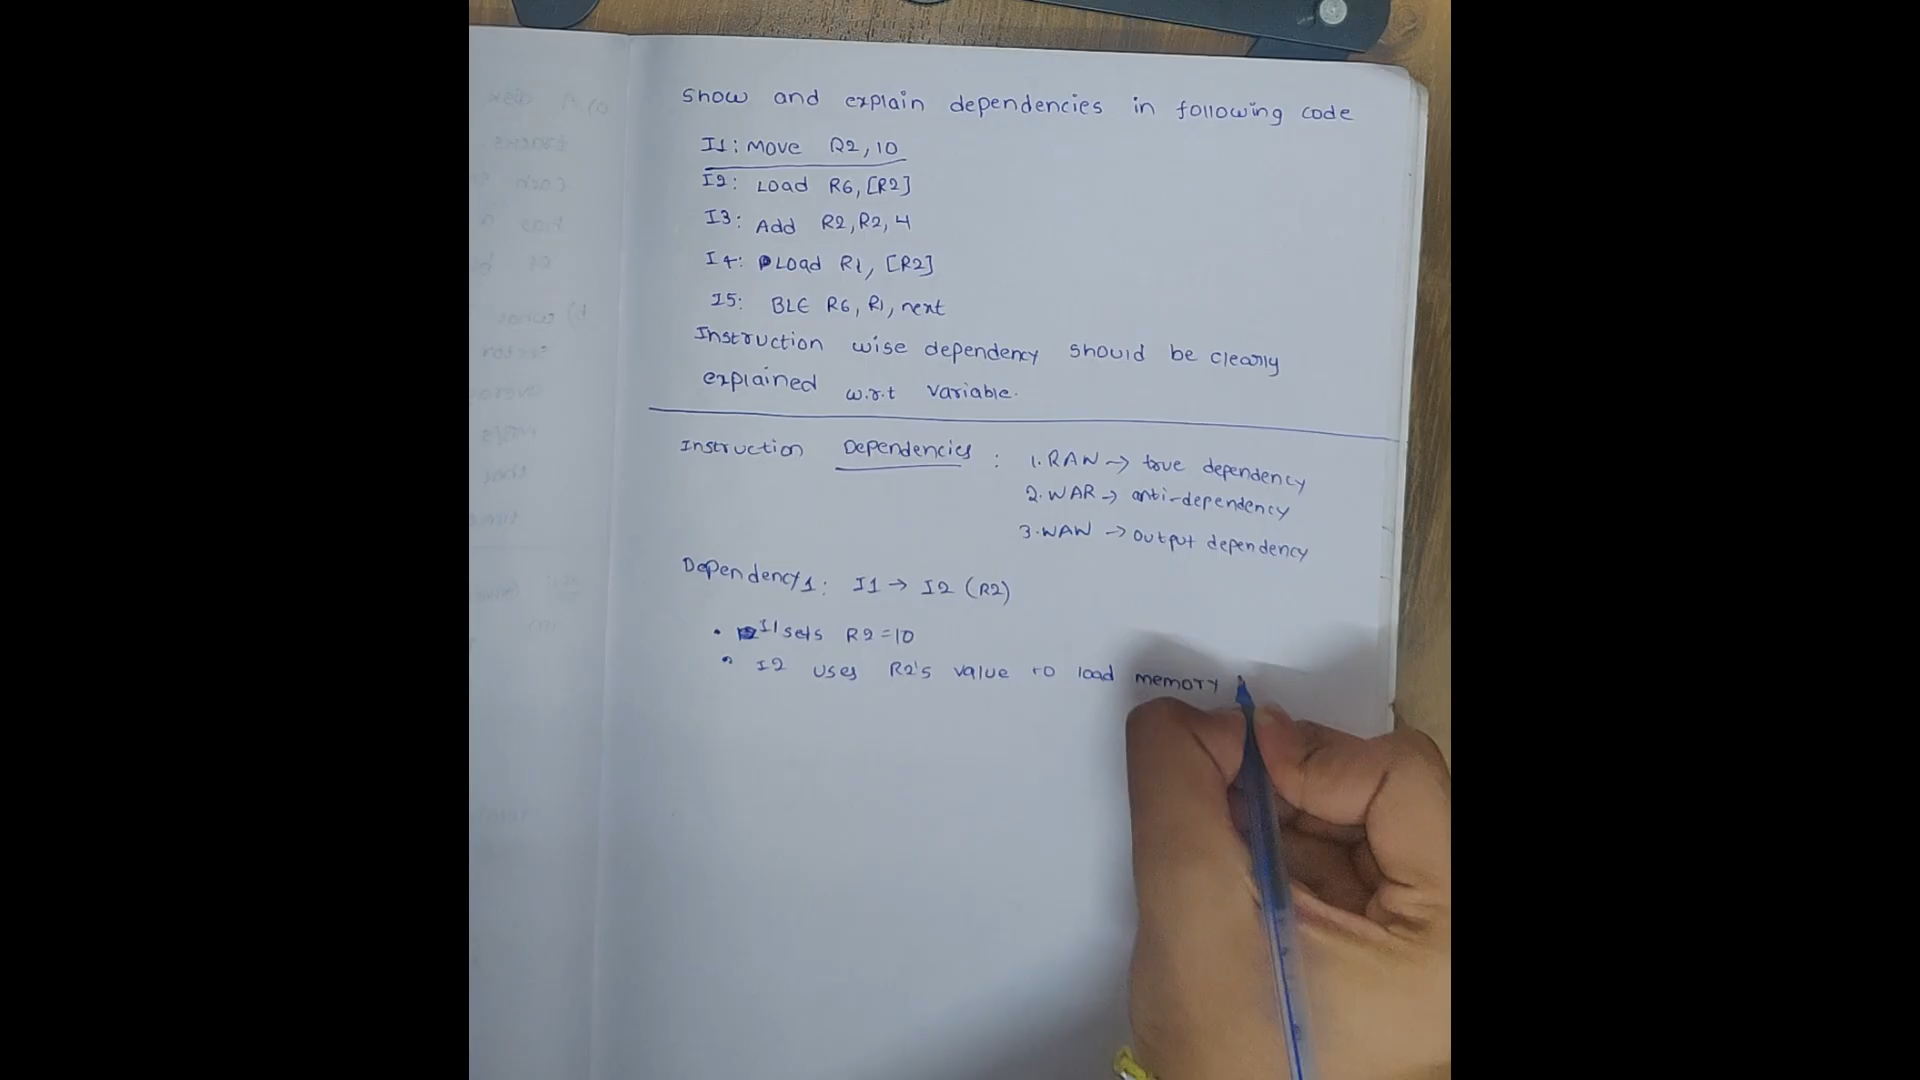 Show and explain dependencies in following code
I1: Move R2, 10
I2: Load R6, [R2]
I3: Add R2, R2, 4
I4: Load R1, [R2]
I5: BLE R6, R1, next
Instruction wise dependency should be clearly
explained w.r.t variable.
Instruction Dependencies : 1. RAW → true dependency
2. WAR → anti-dependency
3. WAW → output dependency
Dependency 1: I1 → I2 (R2)
• I1 sets R2 = 10
• I2 uses R2's value to load memory